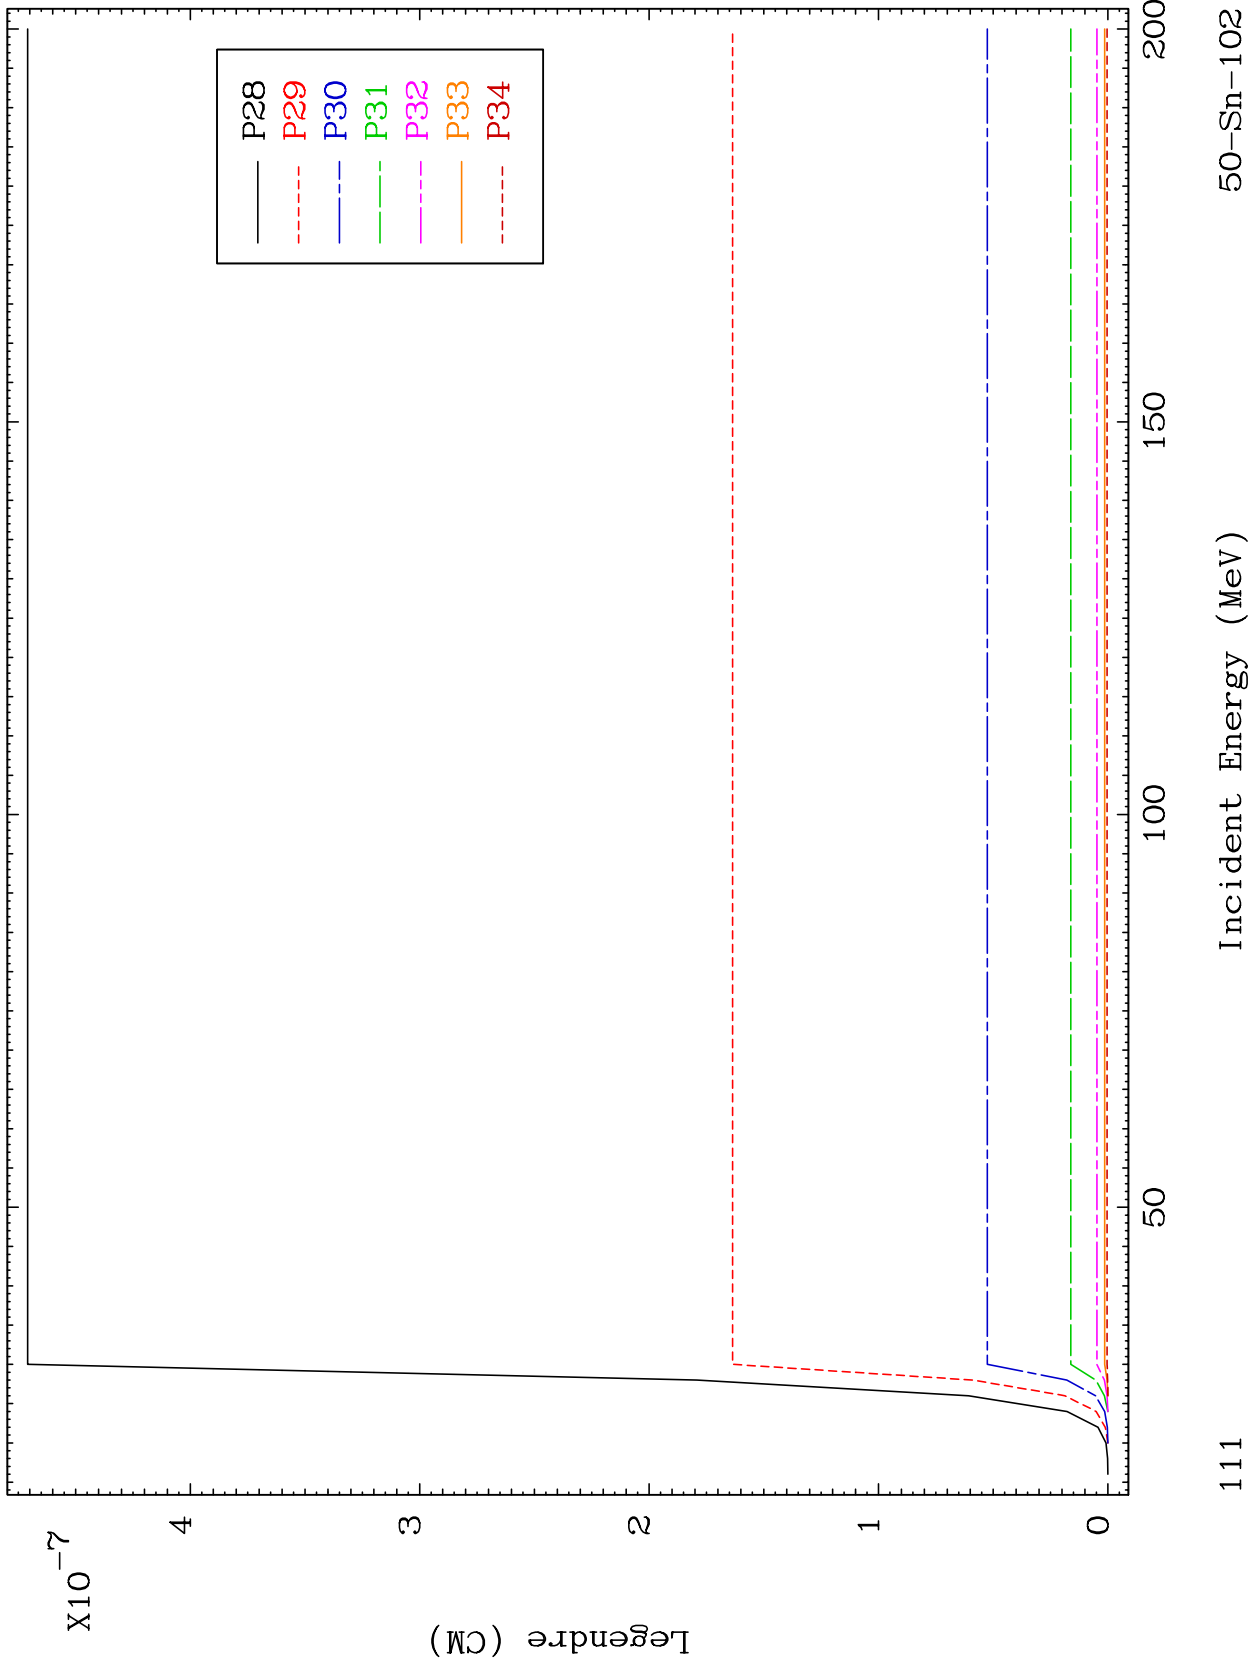 X10-7
4
3
2
1
0
Legendre (CM)
P28
P29
P30
P31
P32
P33
P34
50
100
150
200
Incident Energy (MeV)
111
50-Sn-102